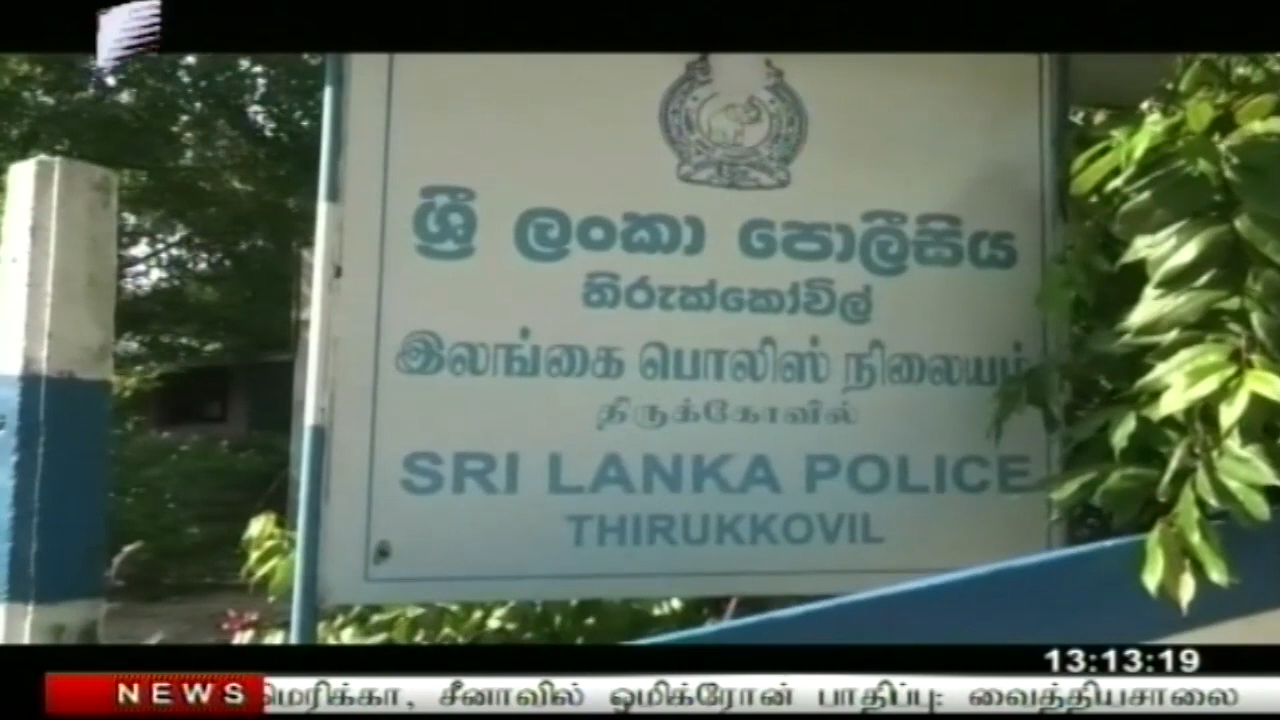 ශ්‍රී ලංකා පොලීසිය
තිරුක්කෝවිල්
இலங்கை பொலிஸ் நிலையம்
திருக்கோவில்
SRI LANKA POLICE
THIRUKKOVIL
13:13:19
NEWS மெரிக்கா, சீனாவில் ஒமிக்ரோன் பாதிப்பு: வைத்தியசாலை